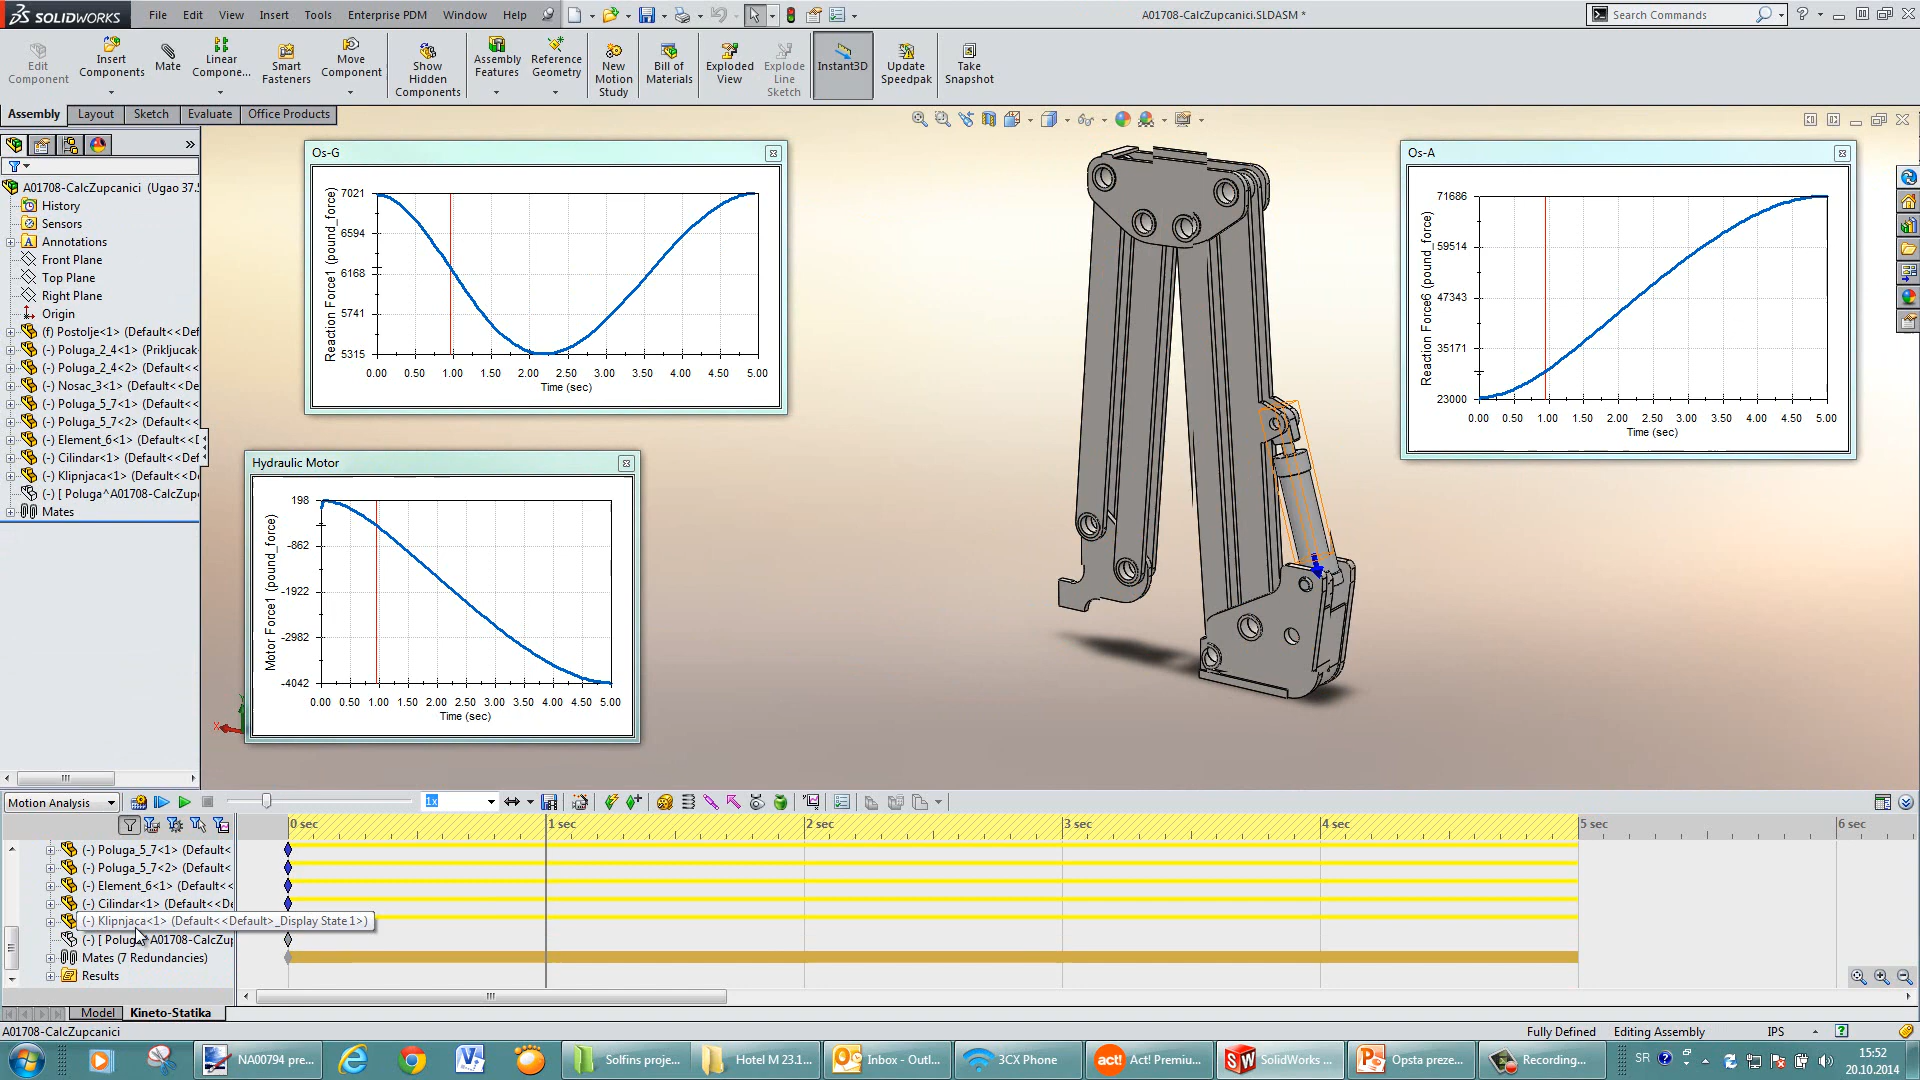 SOLIDWORKS
File Edit View Insert Tools Enterprise PDM Window Help
A01708-CalcZupcanici.SLDASM *
Search Commands
Edit Component
Insert Components
Mate
Linear Compone...
Smart Fasteners
Move Component
Show Hidden Components
Assembly Features
Reference Geometry
New Motion Study
Bill of Materials
Exploded View
Explode Line Sketch
Instant3D
Update Speedpak
Take Snapshot
Assembly Layout Sketch Evaluate Office Products
A01708-CalcZupcanici (Ugao 37.5
History
Sensors
Annotations
Front Plane
Top Plane
Right Plane
Origin
(f) Postolje<1> (Default<<Def
(-) Poluga_2_4<1> (Prikljucak
(-) Poluga_2_4<2> (Default<<
(-) Nosac_3<1> (Default<<De
(-) Poluga_5_7<1> (Default<<
(-) Poluga_5_7<2> (Default<<
(-) Element_6<1> (Default<<D
(-) Cilindar<1> (Default<<Def
(-) Klipnjaca<1> (Default<<De
(-) [ Poluga^A01708-CalcZupc
Mates
Os-G
Reaction Force1 (pound_force)
7021
6594
6168
5741
5315
0.00 0.50 1.00 1.50 2.00 2.50 3.00 3.50 4.00 4.50 5.00
Time (sec)
Hydraulic Motor
Motor Force1 (pound_force)
198
-862
-1922
-2982
-4042
0.00 0.50 1.00 1.50 2.00 2.50 3.00 3.50 4.00 4.50 5.00
Time (sec)
Os-A
Reaction Force6 (pound_force)
71686
59514
47343
35171
23000
0.00 0.50 1.00 1.50 2.00 2.50 3.00 3.50 4.00 4.50 5.00
Time (sec)
Motion Analysis
1x
0 sec 1 sec 2 sec 3 sec 4 sec 5 sec 6 sec
(-) Poluga_5_7<1> (Default<
(-) Poluga_5_7<2> (Default<
(-) Element_6<1> (Default<<
(-) Cilindar<1> (Default<<De
(-) Klipnjaca<1> (Default<<Default>_Display State 1>)
(-) [ Poluga^A01708-CalcZup
Mates (7 Redundancies)
Results
Model Kineto-Statika
A01708-CalcZupcanici
Fully Defined Editing Assembly IPS
NA00794 pre...
Solfins proje...
Hotel M 23.1...
Inbox - Outl...
3CX Phone
act! Act! Premiu...
SolidWorks ...
Opsta preze...
Recording...
SR
15:52
20.10.2014